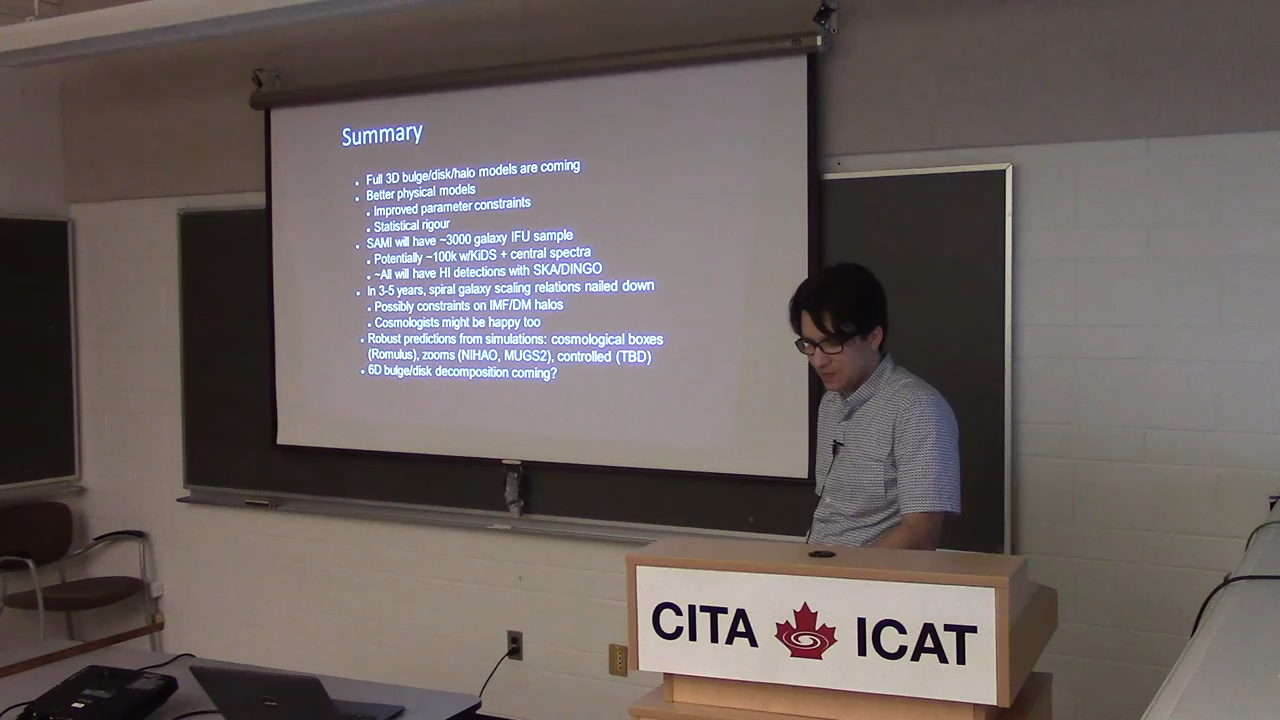 Summary
• Full 3D bulge/disk/halo models are coming
• Better physical models
• Improved parameter constraints
• Statistical rigour
• SAMI will have ~3000 galaxy IFU sample
• Potentially ~100k w/KiDS + central spectra
• ~All will have HI detections with SKA/DINGO
• In 3-5 years, spiral galaxy scaling relations nailed down
• Possibly constraints on IMF/DM halos
• Cosmologists might be happy too
• Robust predictions from simulations: cosmological boxes
(Romulus), zooms (NIHAO, MUGS2), controlled (TBD)
• 6D bulge/disk decomposition coming?
CITA ICAT